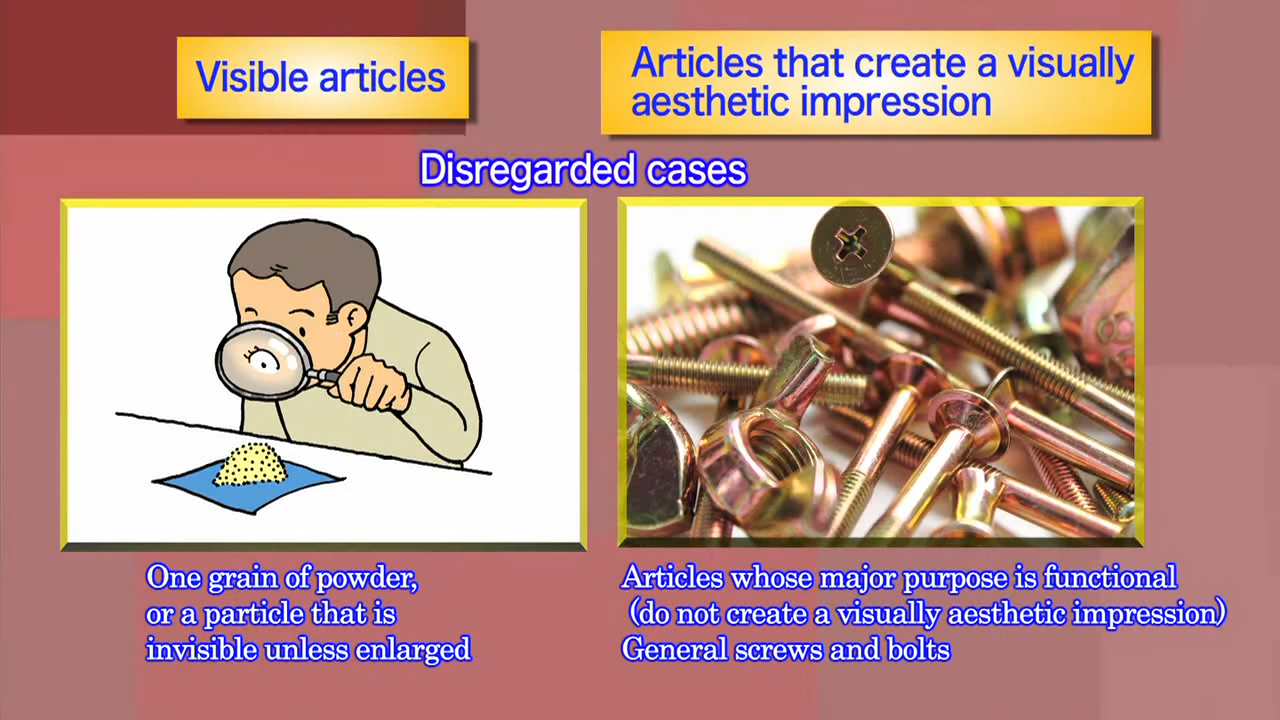 Visible articles
Articles that create a visually
aesthetic impression
Disregarded cases
One grain of powder,
or a particle that is
invisible unless enlarged
Articles whose major purpose is functional
(do not create a visually aesthetic impression)
General screws and bolts